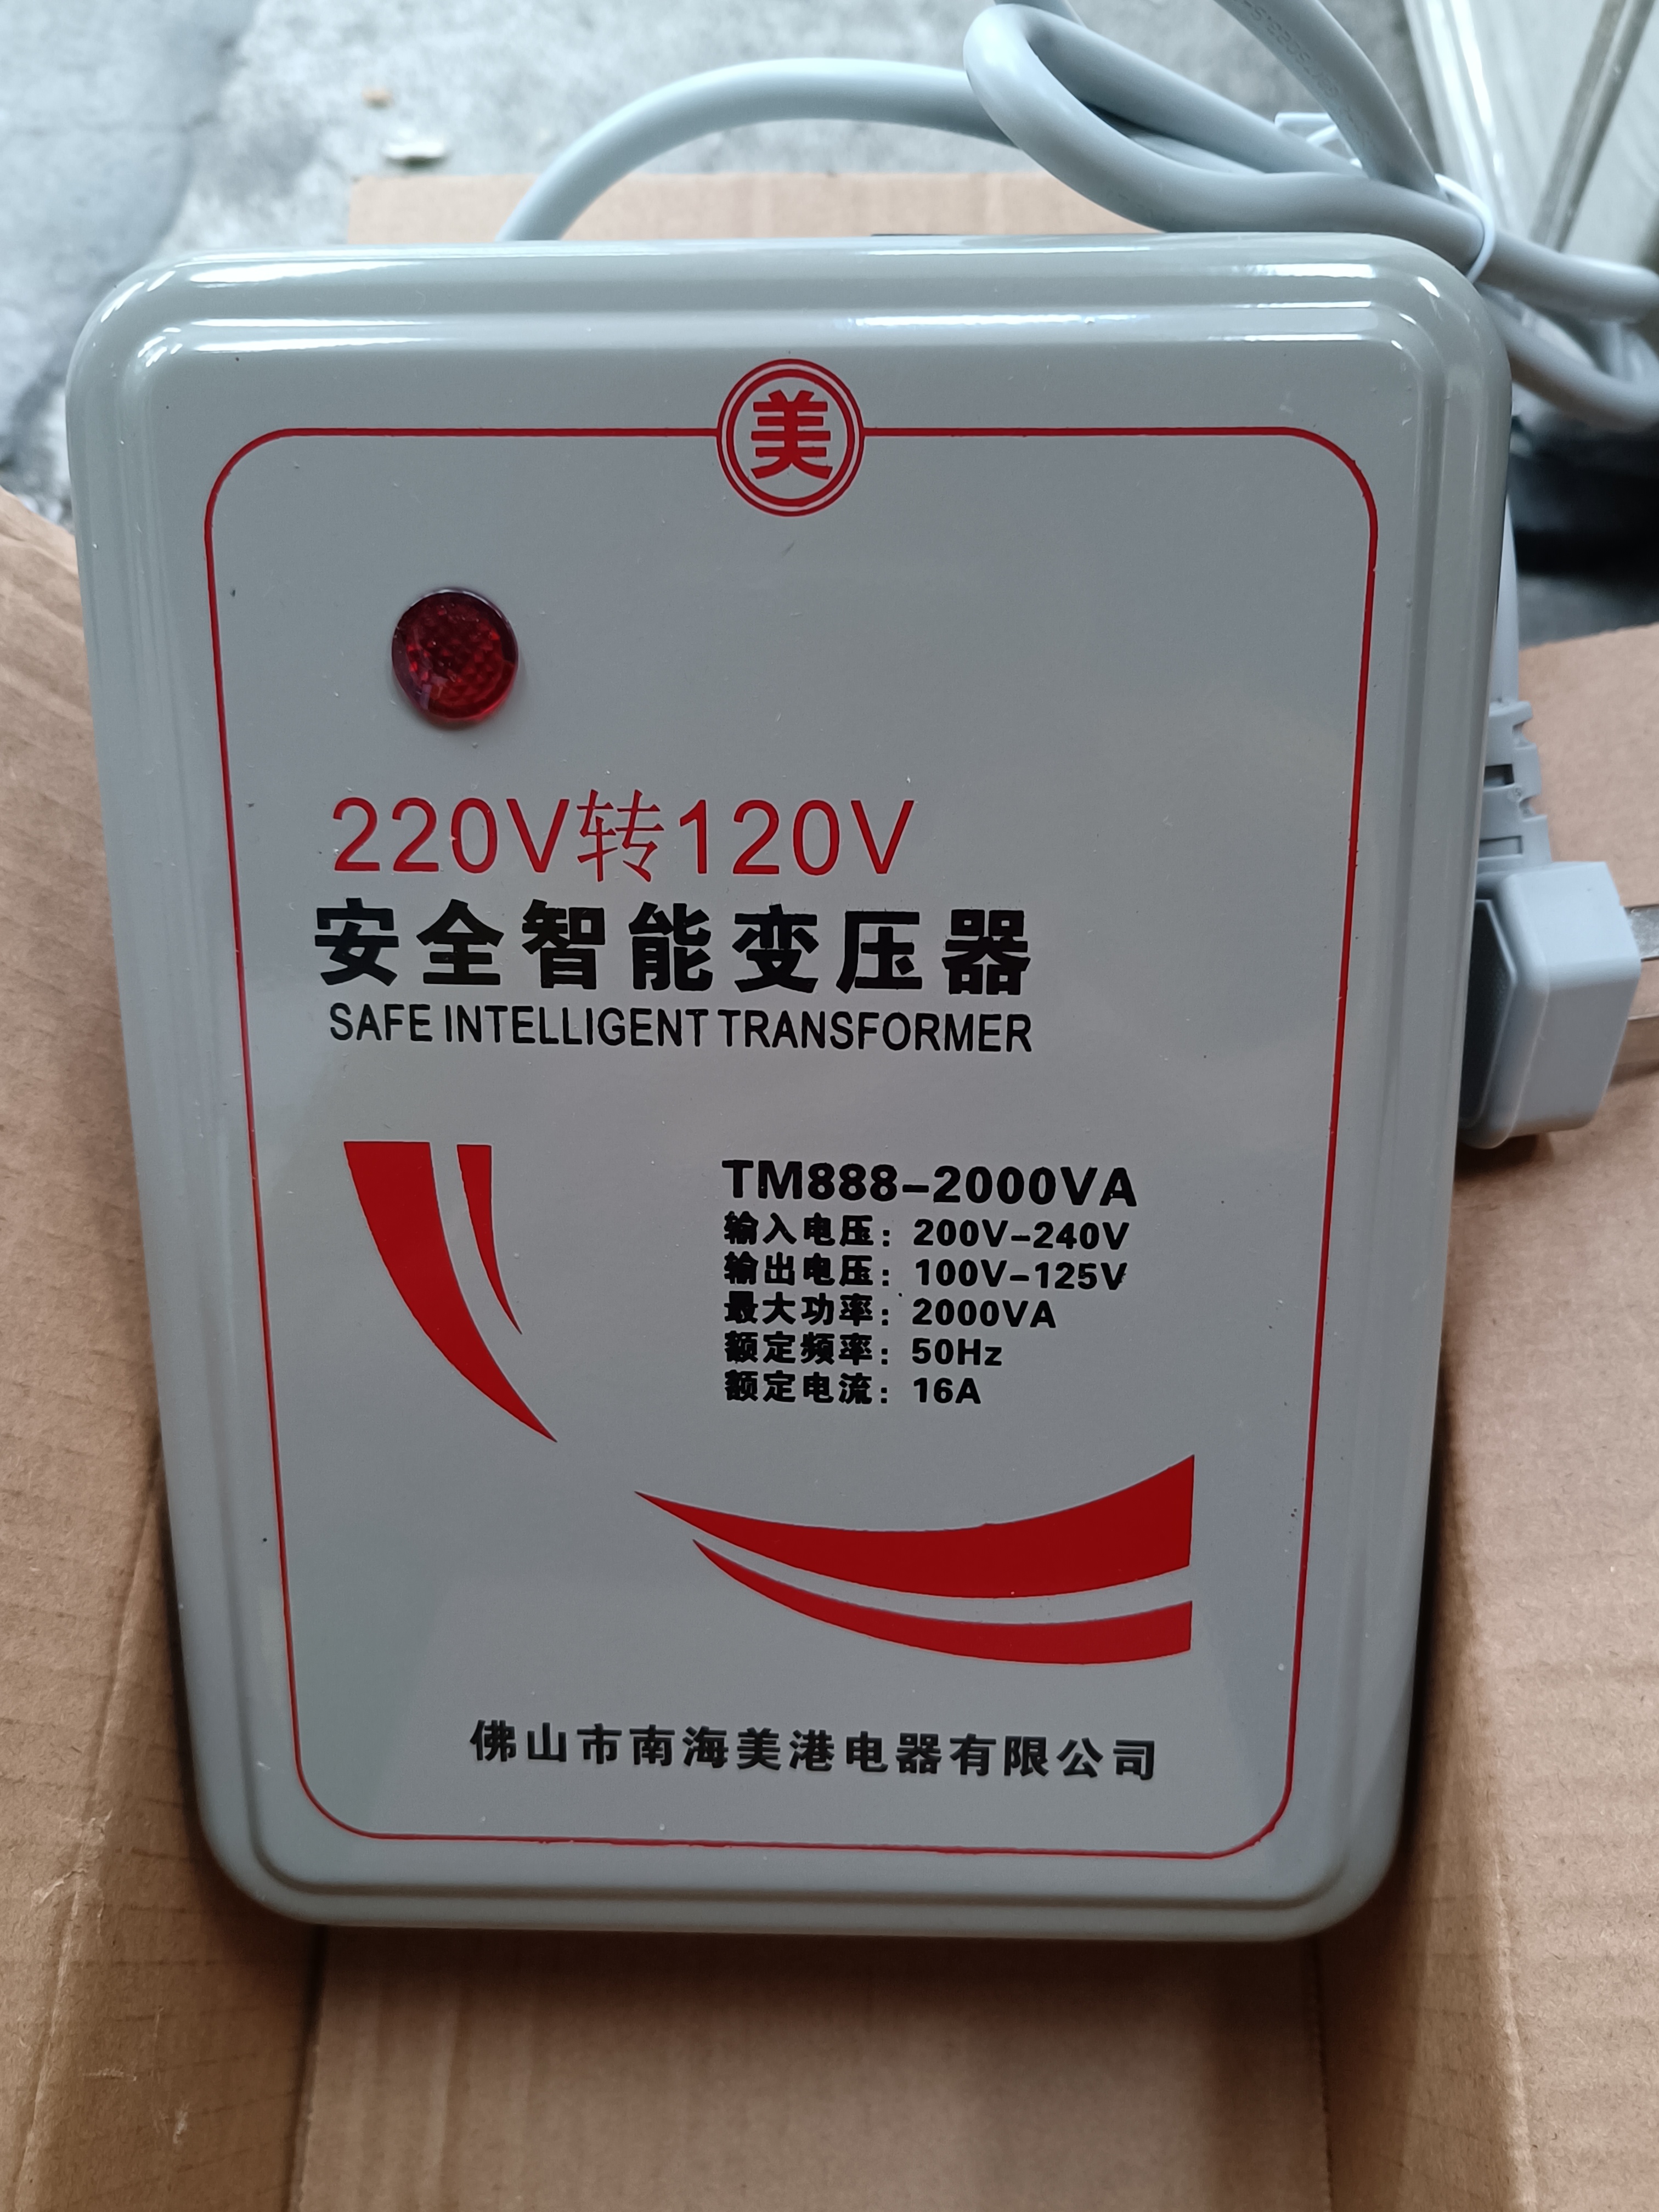 美
220V转120V
安全智能变压器
SAFE INTELLIGENT TRANSFORMER
TM888-2000VA
输入电压：200V-240V
输出电压：100V-125V
最大功率：2000VA
额定频率：50Hz
额定电流：16A
佛山市南海美港电器有限公司